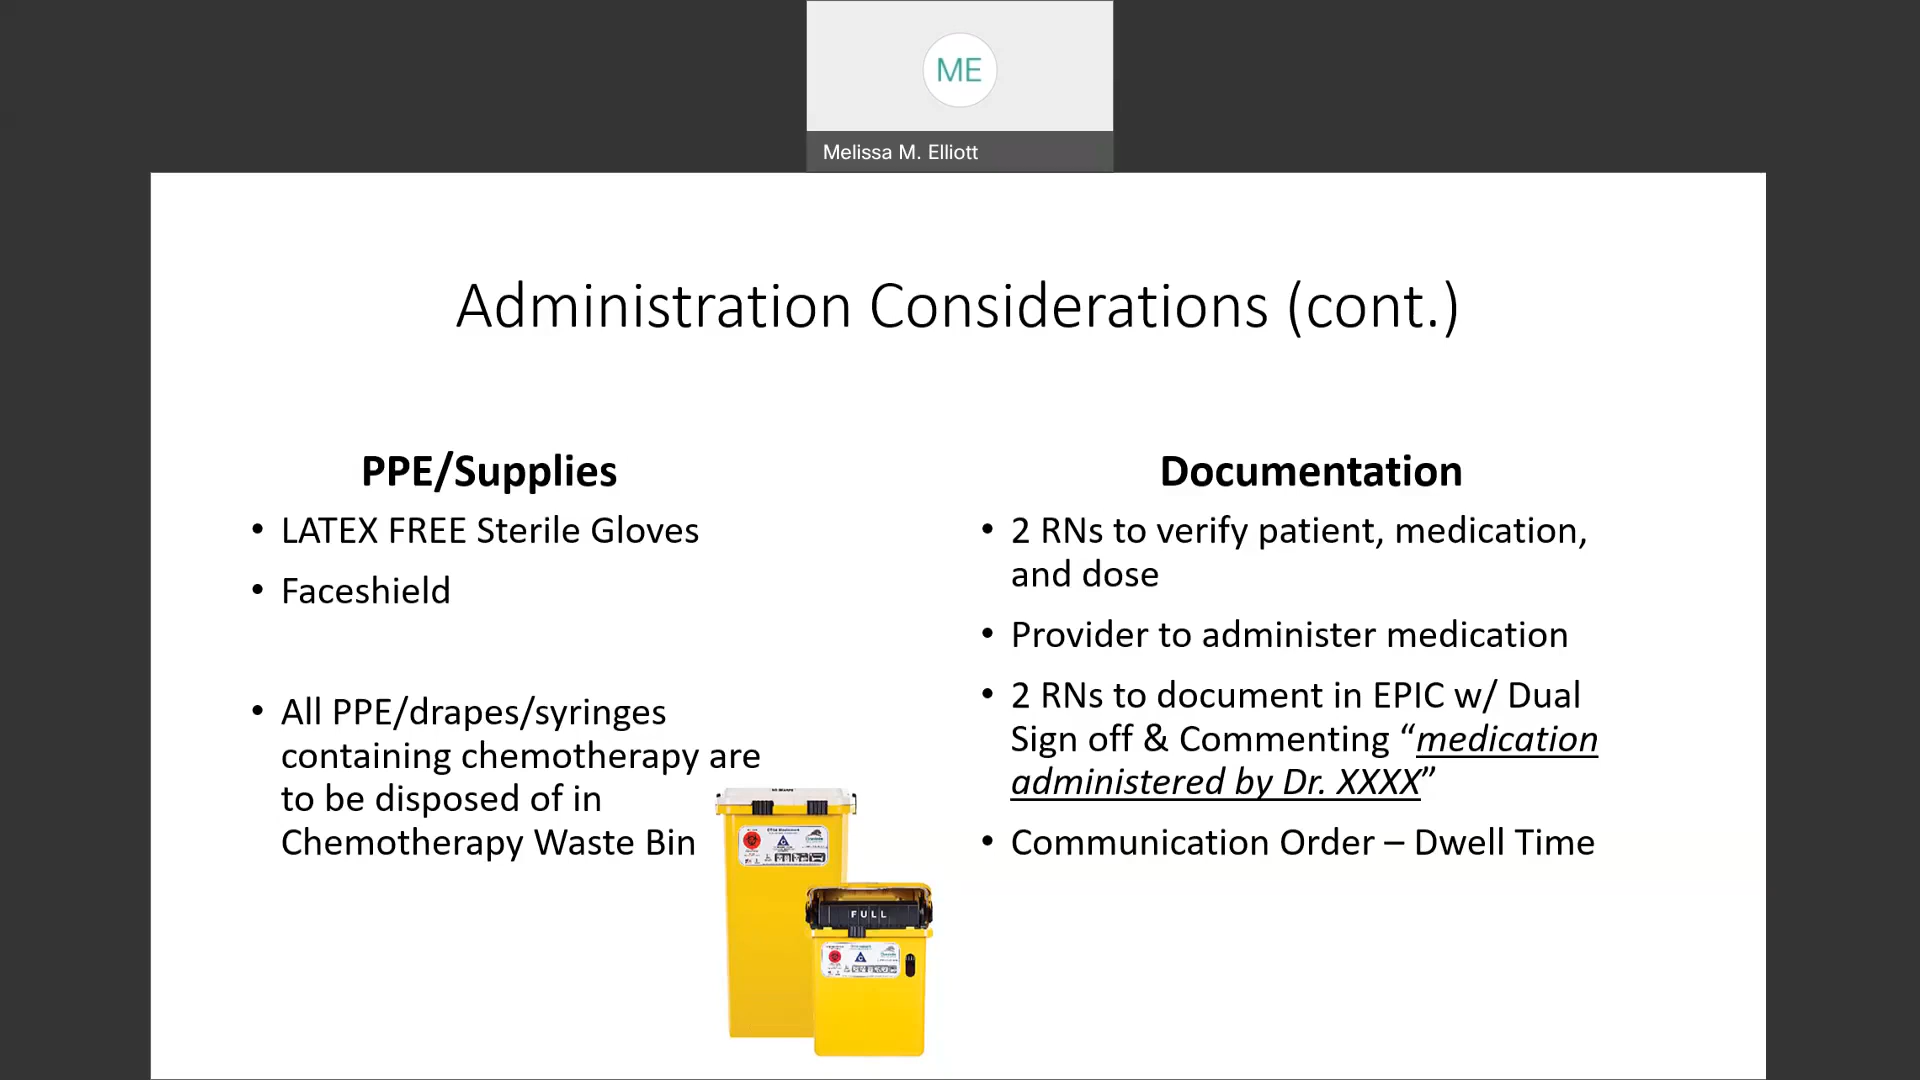 ME
Melissa M. Elliott
Administration Considerations (cont.)
PPE/Supplies
• LATEX FREE Sterile Gloves
• Faceshield
• All PPE/drapes/syringes
containing chemotherapy are
to be disposed of in
Chemotherapy Waste Bin
FULL
Documentation
• 2 RNs to verify patient, medication,
and dose
• Provider to administer medication
• 2 RNs to document in EPIC w/ Dual
Sign off & Commenting “medication
administered by Dr. XXXX”
• Communication Order – Dwell Time